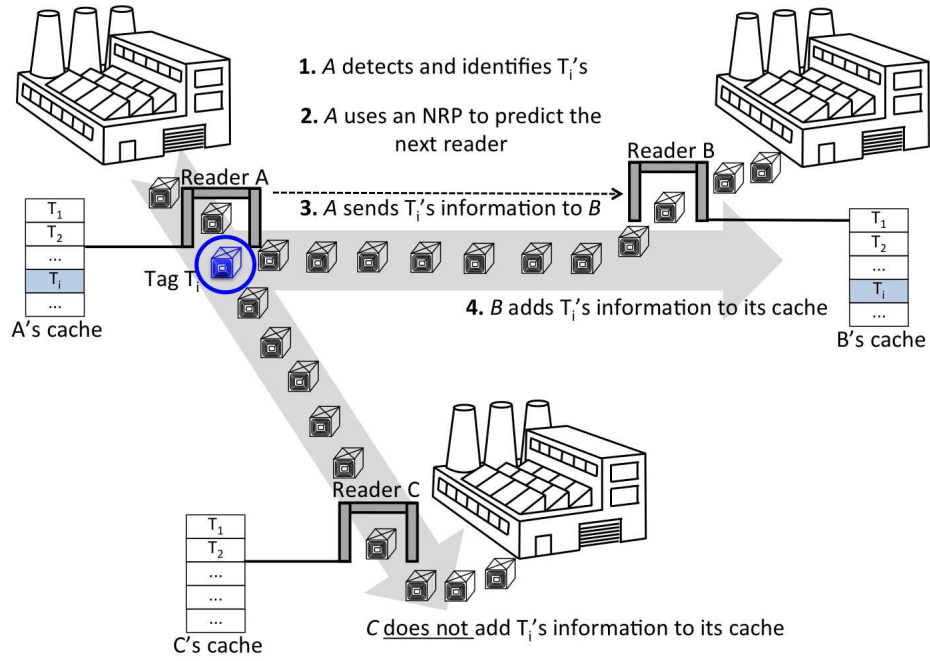 1. A detects and identifies Ti's
2. A uses an NRP to predict the
next reader
Reader A
Reader B
3. A sends Ti's information to B
T1
T2
...
Ti
...
A's cache
Tag Ti
T1
T2
...
Ti
...
B's cache
4. B adds Ti's information to its cache
Reader C
T1
T2
...
...
...
C's cache
C does not add Ti's information to its cache